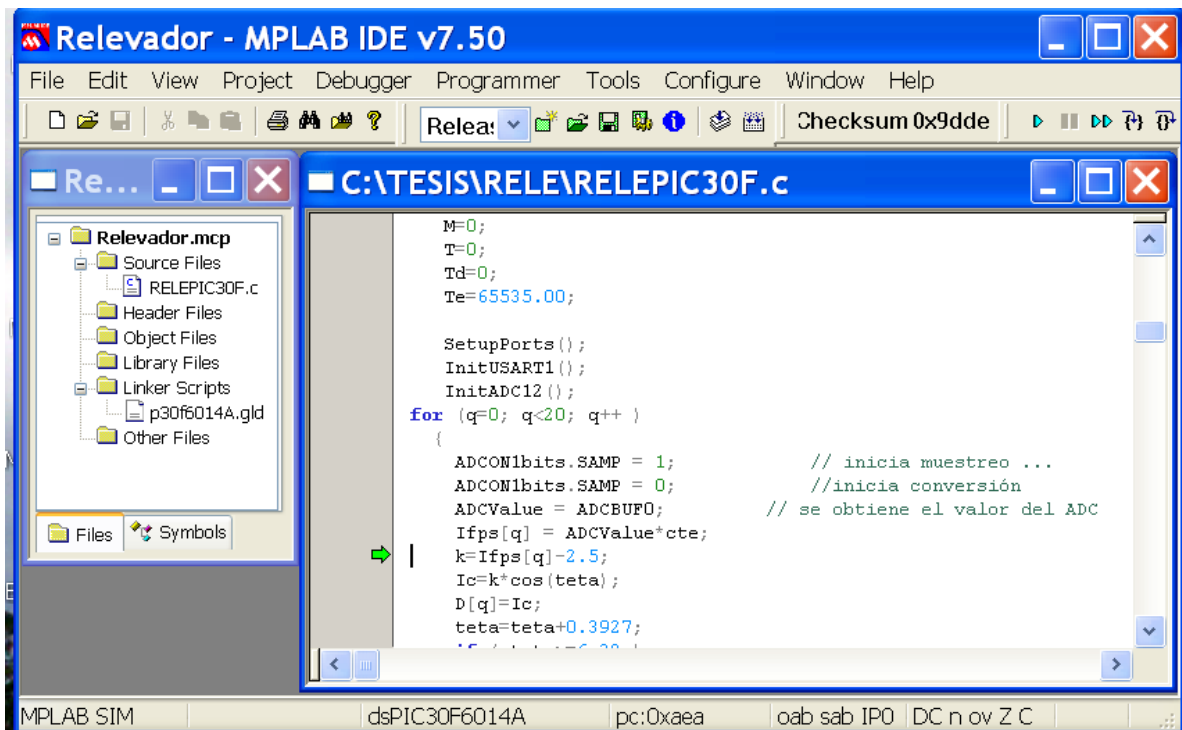 Relevador - MPLAB IDE v7.50
File Edit View Project Debugger Programmer Tools Configure Window Help
Checksum 0x9dde
Re...
Relevador.mcp
Source Files
RELEPIC30F.c
Header Files
Object Files
Library Files
Linker Scripts
p30f6014A.gld
Other Files
Files Symbols
C:\TESIS\RELE\RELEPIC30F.c
M=0;
T=0;
Td=0;
Te=65535.00;
SetupPorts();
InitUSART1();
InitADC12();
for (q=0; q<20; q++ )
{
ADCON1bits.SAMP = 1; // inicia muestreo ...
ADCON1bits.SAMP = 0; //inicia conversión
ADCValue = ADCBUF0; // se obtiene el valor del ADC
Ifps[q] = ADCValue*cte;
k=Ifps[q]-2.5;
Ic=k*cos(teta);
D[q]=Ic;
teta=teta+0.3927;
MPLAB SIM dsPIC30F6014A pc:0xaea oab sab IP0 DC n ov Z C